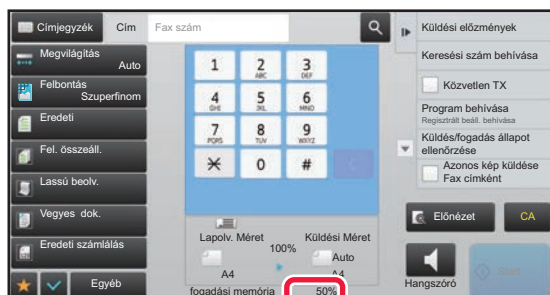 Címjegyzék
Cím
Fax szám
Megvilágítás
Auto
Felbontás
Szuperfinom
Eredeti
Fel. összeáll.
Lassú beolv.
Vegyes dok.
Eredeti számlálás
Egyéb
1
2
ABC
3
DEF
4
GHI
5
JKL
6
MNO
7
PQRS
8
TUV
9
WXYZ
0
#
C
Lapolv. Méret
100%
Küldési Méret
Auto
A4
A4
fogadási memória
50%
Küldési előzmények
Keresési szám behívása
Közvetlen TX
Program behívása
Regisztrált beáll. behívása
Küldés/fogadás állapot
ellenőrzése
Azonos kép küldése
Fax címként
Előnézet
CA
Hangszóró
Start